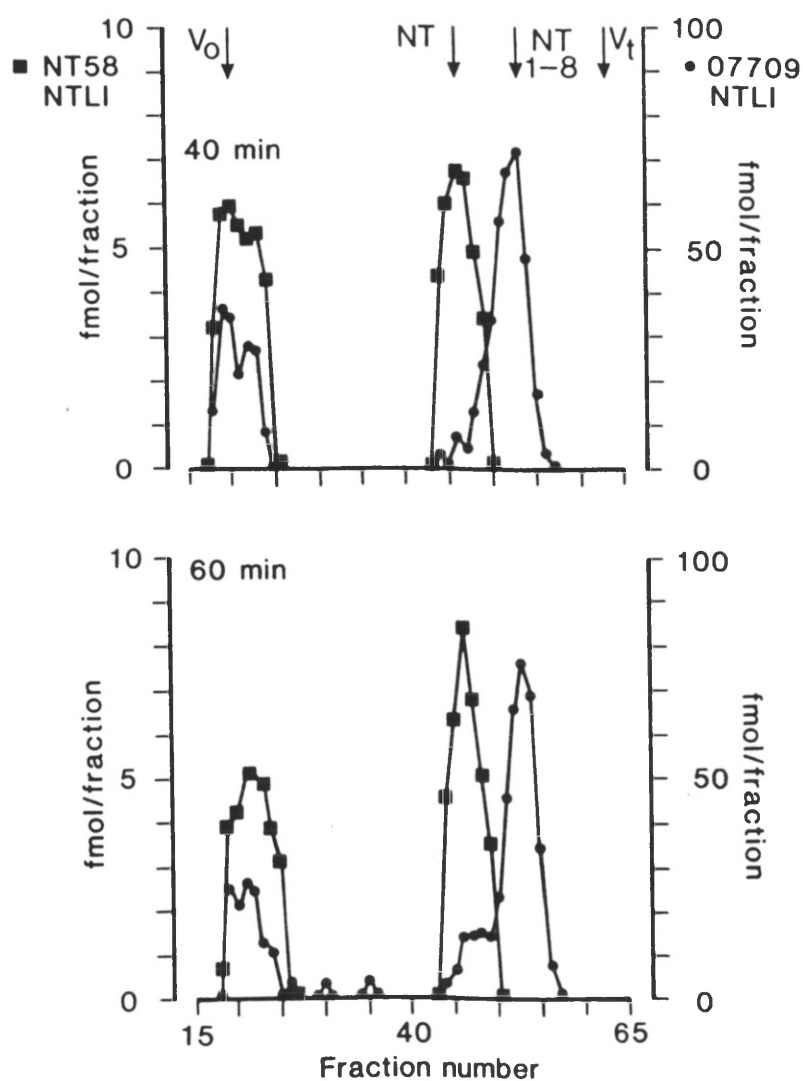 10
V₀
NT
NT
1–8
Vt
100
■ NT58
NTLI
• 07709
NTLI
40 min
fmol/fraction
fmol/fraction
5
50
0
0
10
60 min
100
fmol/fraction
fmol/fraction
5
50
0
0
15
40
65
Fraction number